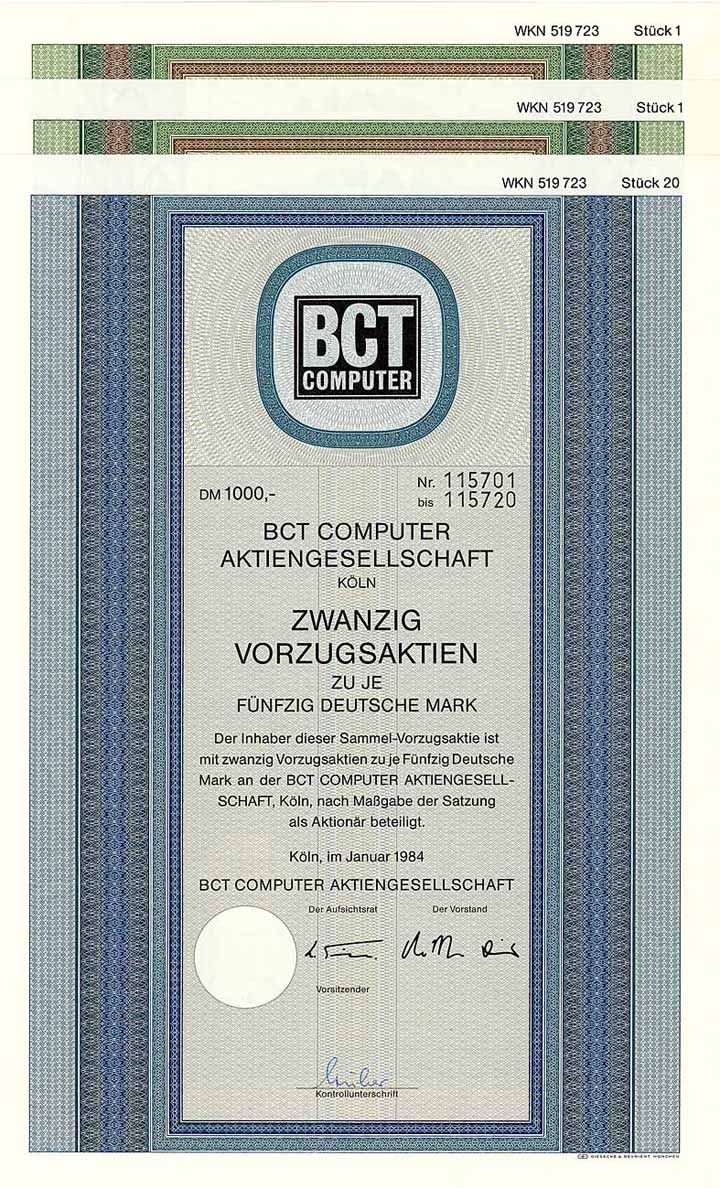 WKN 519 723 Stück 1
WKN 519 723 Stück 1
WKN 519 723 Stück 20
BCT
COMPUTER
DM 1000,- Nr. 115701
bis 115720
BCT COMPUTER
AKTIENGESELLSCHAFT
KÖLN
ZWANZIG
VORZUGSAKTIEN
ZU JE
FÜNFZIG DEUTSCHE MARK
Der Inhaber dieser Sammel-Vorzugsaktie ist
mit zwanzig Vorzugsaktien zu je Fünfzig Deutsche
Mark an der BCT COMPUTER AKTIENGESELL-
SCHAFT, Köln, nach Maßgabe der Satzung
als Aktionär beteiligt.
Köln, im Januar 1984
BCT COMPUTER AKTIENGESELLSCHAFT
Der Aufsichtsrat Der Vorstand
Vorsitzender
Kontrollunterschrift
GIESECKE & DEVRIENT MÜNCHEN